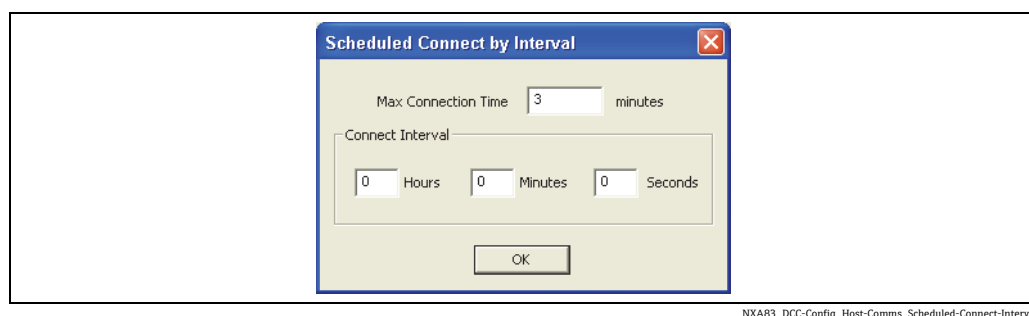 Scheduled Connect by Interval
Max Connection Time 3 minutes
Connect Interval
0 Hours 0 Minutes 0 Seconds
OK